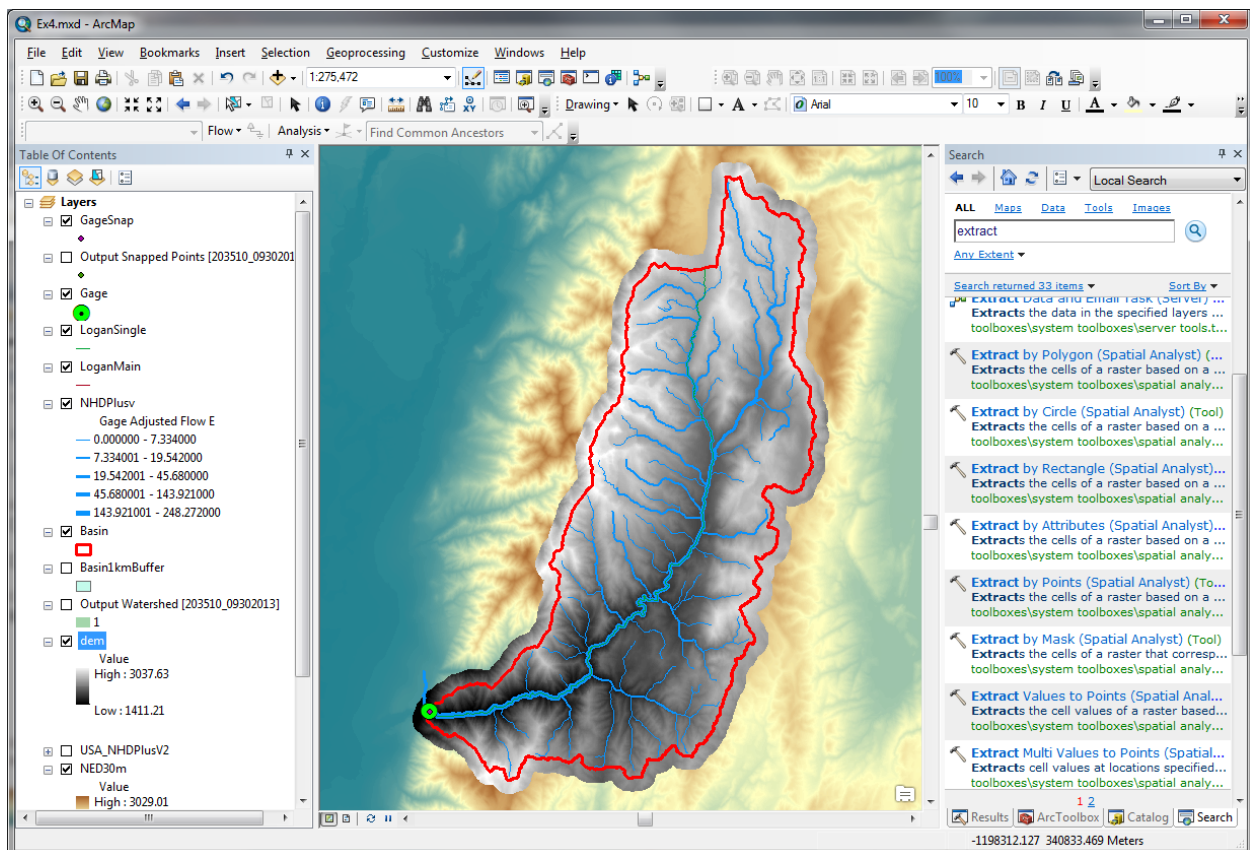 Ex4.mxd - ArcMap
File Edit View Bookmarks Insert Selection Geoprocessing Customize Windows Help
1:275,472
100%
Drawing
Arial
10
B I U A
Flow
Analysis
Find Common Ancestors
Table Of Contents
Layers
GageSnap
Output Snapped Points [203510_0930201
Gage
LoganSingle
LoganMain
NHDPlusv
Gage Adjusted Flow E
0.000000 - 7.334000
7.334001 - 19.542000
19.542001 - 45.680000
45.680001 - 143.921000
143.921001 - 248.272000
Basin
Basin1kmBuffer
Output Watershed [203510_09302013]
1
dem
Value
High : 3037.63
Low : 1411.21
USA_NHDPlusV2
NED30m
Value
High : 3029.01
Search
Local Search
ALL Maps Data Tools Images
extract
Any Extent
Search returned 33 items Sort By
Extract Data and Email Task (Server) ...
Extracts the data in the specified layers ...
toolboxes\system toolboxes\server tools.t...
Extract by Polygon (Spatial Analyst) (...
Extracts the cells of a raster based on a ...
toolboxes\system toolboxes\spatial analy...
Extract by Circle (Spatial Analyst) (Tool)
Extracts the cells of a raster based on a ...
toolboxes\system toolboxes\spatial analy...
Extract by Rectangle (Spatial Analyst)...
Extracts the cells of a raster based on a ...
toolboxes\system toolboxes\spatial analy...
Extract by Attributes (Spatial Analyst)...
Extracts the cells of a raster based on a ...
toolboxes\system toolboxes\spatial analy...
Extract by Points (Spatial Analyst) (To...
Extracts the cells of a raster based on a ...
toolboxes\system toolboxes\spatial analy...
Extract by Mask (Spatial Analyst) (Tool)
Extracts the cells of a raster that corresp...
toolboxes\system toolboxes\spatial analy...
Extract Values to Points (Spatial Anal...
Extracts the cell values of a raster based...
toolboxes\system toolboxes\spatial analy...
Extract Multi Values to Points (Spatial...
Extracts cell values at locations specified...
toolboxes\system toolboxes\spatial analy...
1 2
Results ArcToolbox Catalog Search
-1198312.127 340833.469 Meters